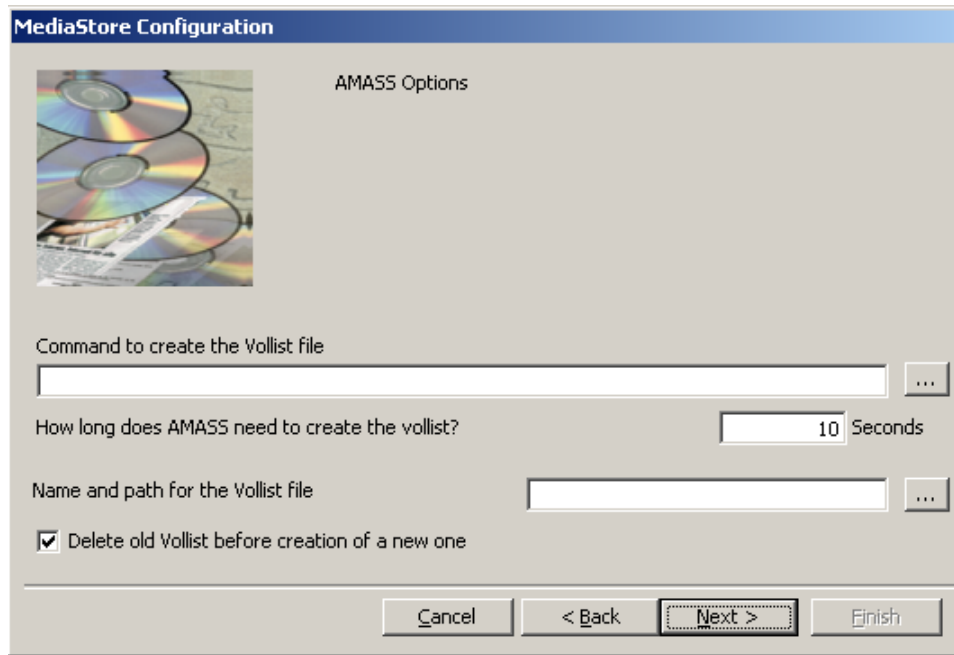 MediaStore Configuration
AMASS Options
Command to create the Vollist file
...
How long does AMASS need to create the vollist?
10 Seconds
Name and path for the Vollist file
...
Delete old Vollist before creation of a new one
Cancel
< Back
Next >
Finish